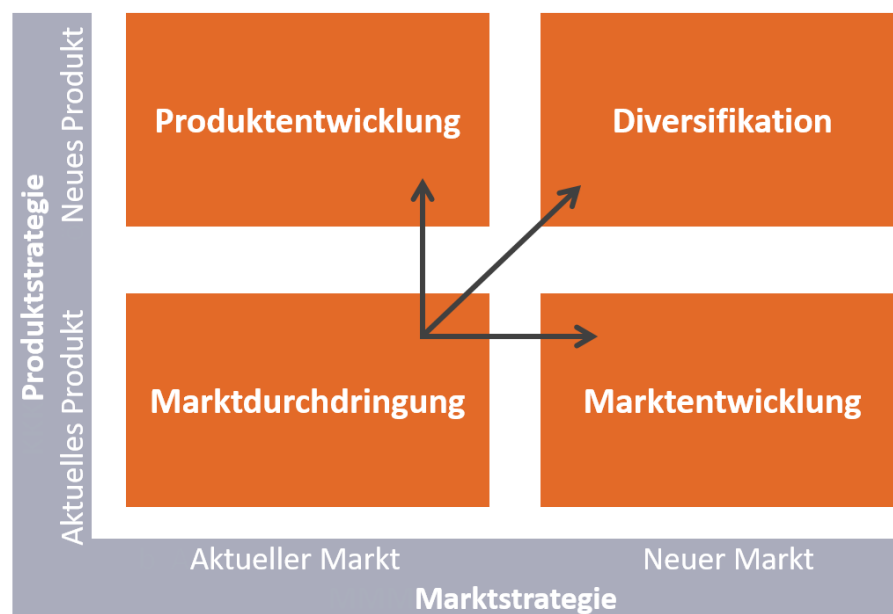 Produktstrategie
Neues Produkt
Aktuelles Produkt
Produktentwicklung
Diversifikation
Marktdurchdringung
Marktentwicklung
Aktueller Markt
Neuer Markt
Marktstrategie